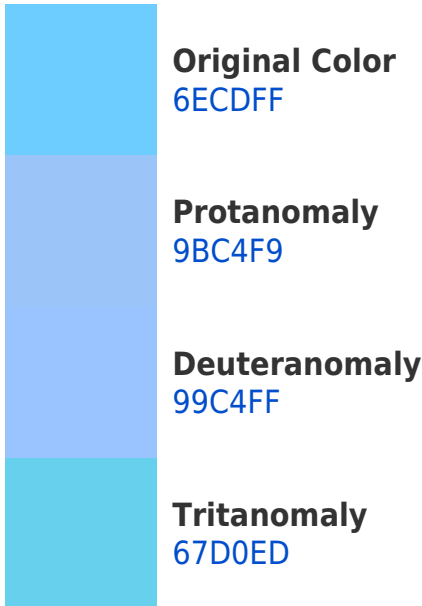 Original Color
6ECDFF
Protanomaly
9BC4F9
Deuteranomaly
99C4FF
Tritanomaly
67D0ED